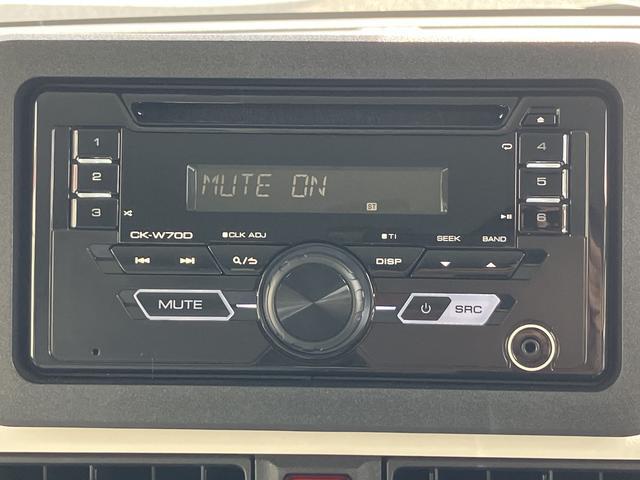 1
2
3
4
5
6
MUTE ON
ST
CK-W70D
CLK ADJ
TI
SEEK
BAND
DISP
MUTE
SRC